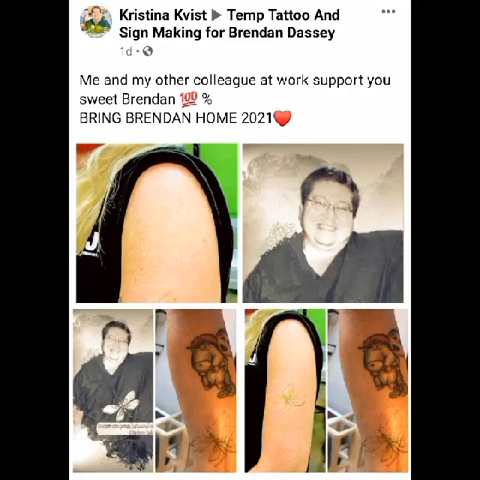 Kristina Kvist ▶ Temp Tattoo And
Sign Making for Brendan Dassey
1d ·
Me and my other colleague at work support you
sweet Brendan 💯 %
BRING BRENDAN HOME 2021❤️